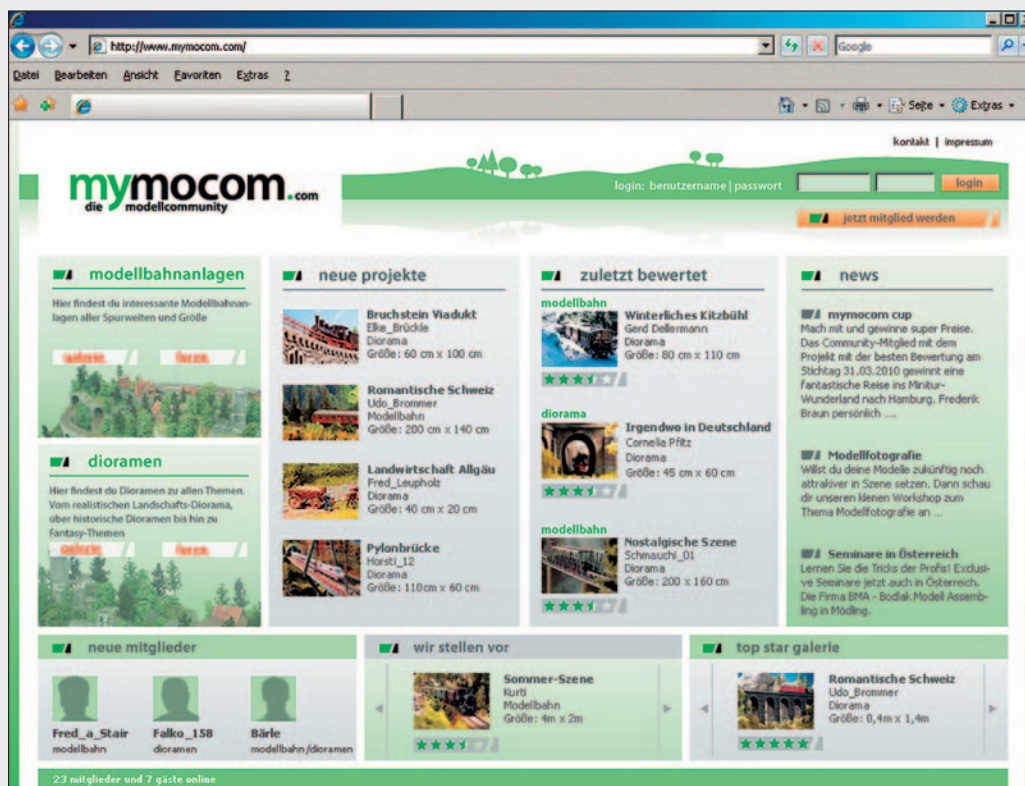 http://www.mymocom.com/
Google
Datei Bearbeiten Ansicht Favoriten Extras ?
Seite Extras
kontakt | impressum
mymocom.com
die modellcommunity
login: benutzername | passwort login
jetzt mitglied werden
modellbahnanlagen
Hier findest du interessante Modellbahnan-
lagen aller Spurweiten und Größe
galerie
dioramen
Hier findest du Dioramen zu allen Themen.
Vom realistischen Landschafts-Diorama,
über historische Dioramen bis hin zu
Fantasy-Themen
galerie
neue projekte
Bruchstein Viadukt
Elke_Brückle
Diorama
Größe: 60 cm x 100 cm
Romantische Schweiz
Udo_Brommer
Modellbahn
Größe: 200 cm x 140 cm
Landwirtschaft Allgäu
Fred_Leupholz
Diorama
Größe: 40 cm x 20 cm
Pylonbrücke
Horsti_12
Diorama
Größe: 110cm x 60 cm
zuletzt bewertet
modellbahn
Winterliches Kitzbühl
Gerd Dellermann
Diorama
Größe: 80 cm x 110 cm
diorama
Irgendwo in Deutschland
Cornelia Pfitz
Diorama
Größe: 45 cm x 60 cm
modellbahn
Nostalgische Szene
Schmauchi_01
Diorama
Größe: 200 x 160 cm
news
mymocom cup
Mach mit und gewinne super Preise.
Das Community-Mitglied mit dem
Projekt mit der besten Bewertung am
Stichtag 31.03.2010 gewinnt eine
fantastische Reise ins Minitur-
Wunderland nach Hamburg. Frederik
Braun persönlich ....
Modellfotografie
Willst du deine Modelle zukünftig noch
attrakiver in Szene setzen. Dann schau
dir unseren klenen Workshop zum
Thema Modellfotografie an ...
Seminare in Österreich
Lernen Sie die Tricks der Profis! Exclusi-
ve Seminare jetzt auch in Österreich.
Die Firma BMA - Bodlak Modell Assemb-
ling in Mödling.
neue mitglieder
Fred_a_Stair
modellbahn
Falko_158
dioramen
Bärle
modellbahn/dioramen
wir stellen vor
Sommer-Szene
Kurti
Modellbahn
Größe: 4m x 2m
top star galerie
Romantische Schweiz
Udo_Brommer
Diorama
Größe: 0,4m x 1,4m
23 mitglieder und 7 gäste online